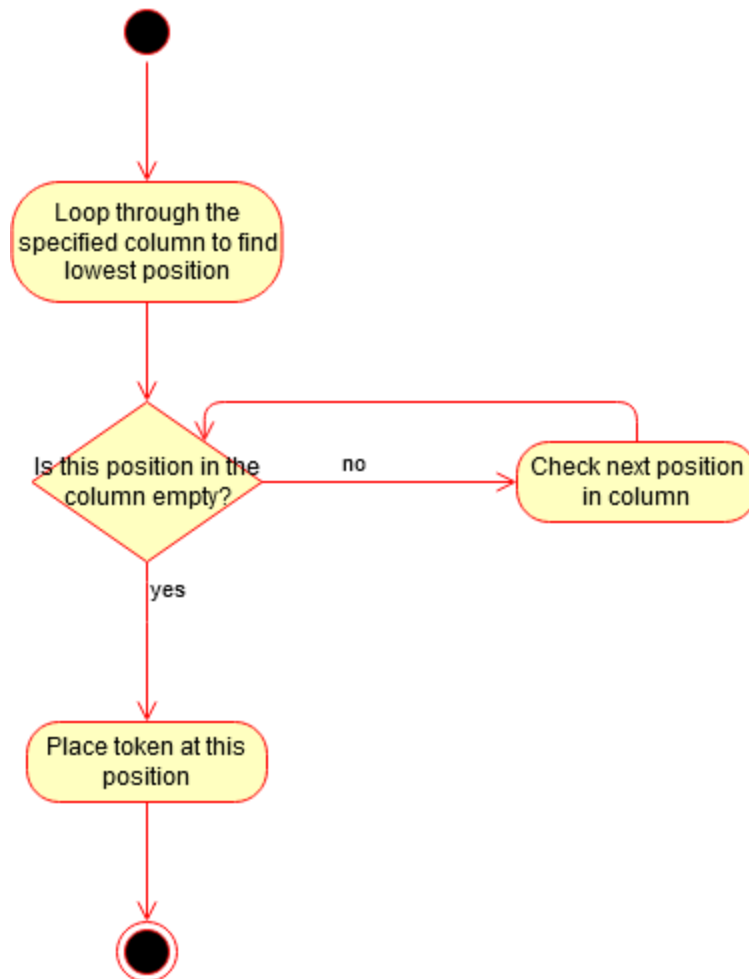 Loop through the
specified column to find
lowest position
Is this position in the
column empty?
no
Check next position
in column
yes
Place token at this
position